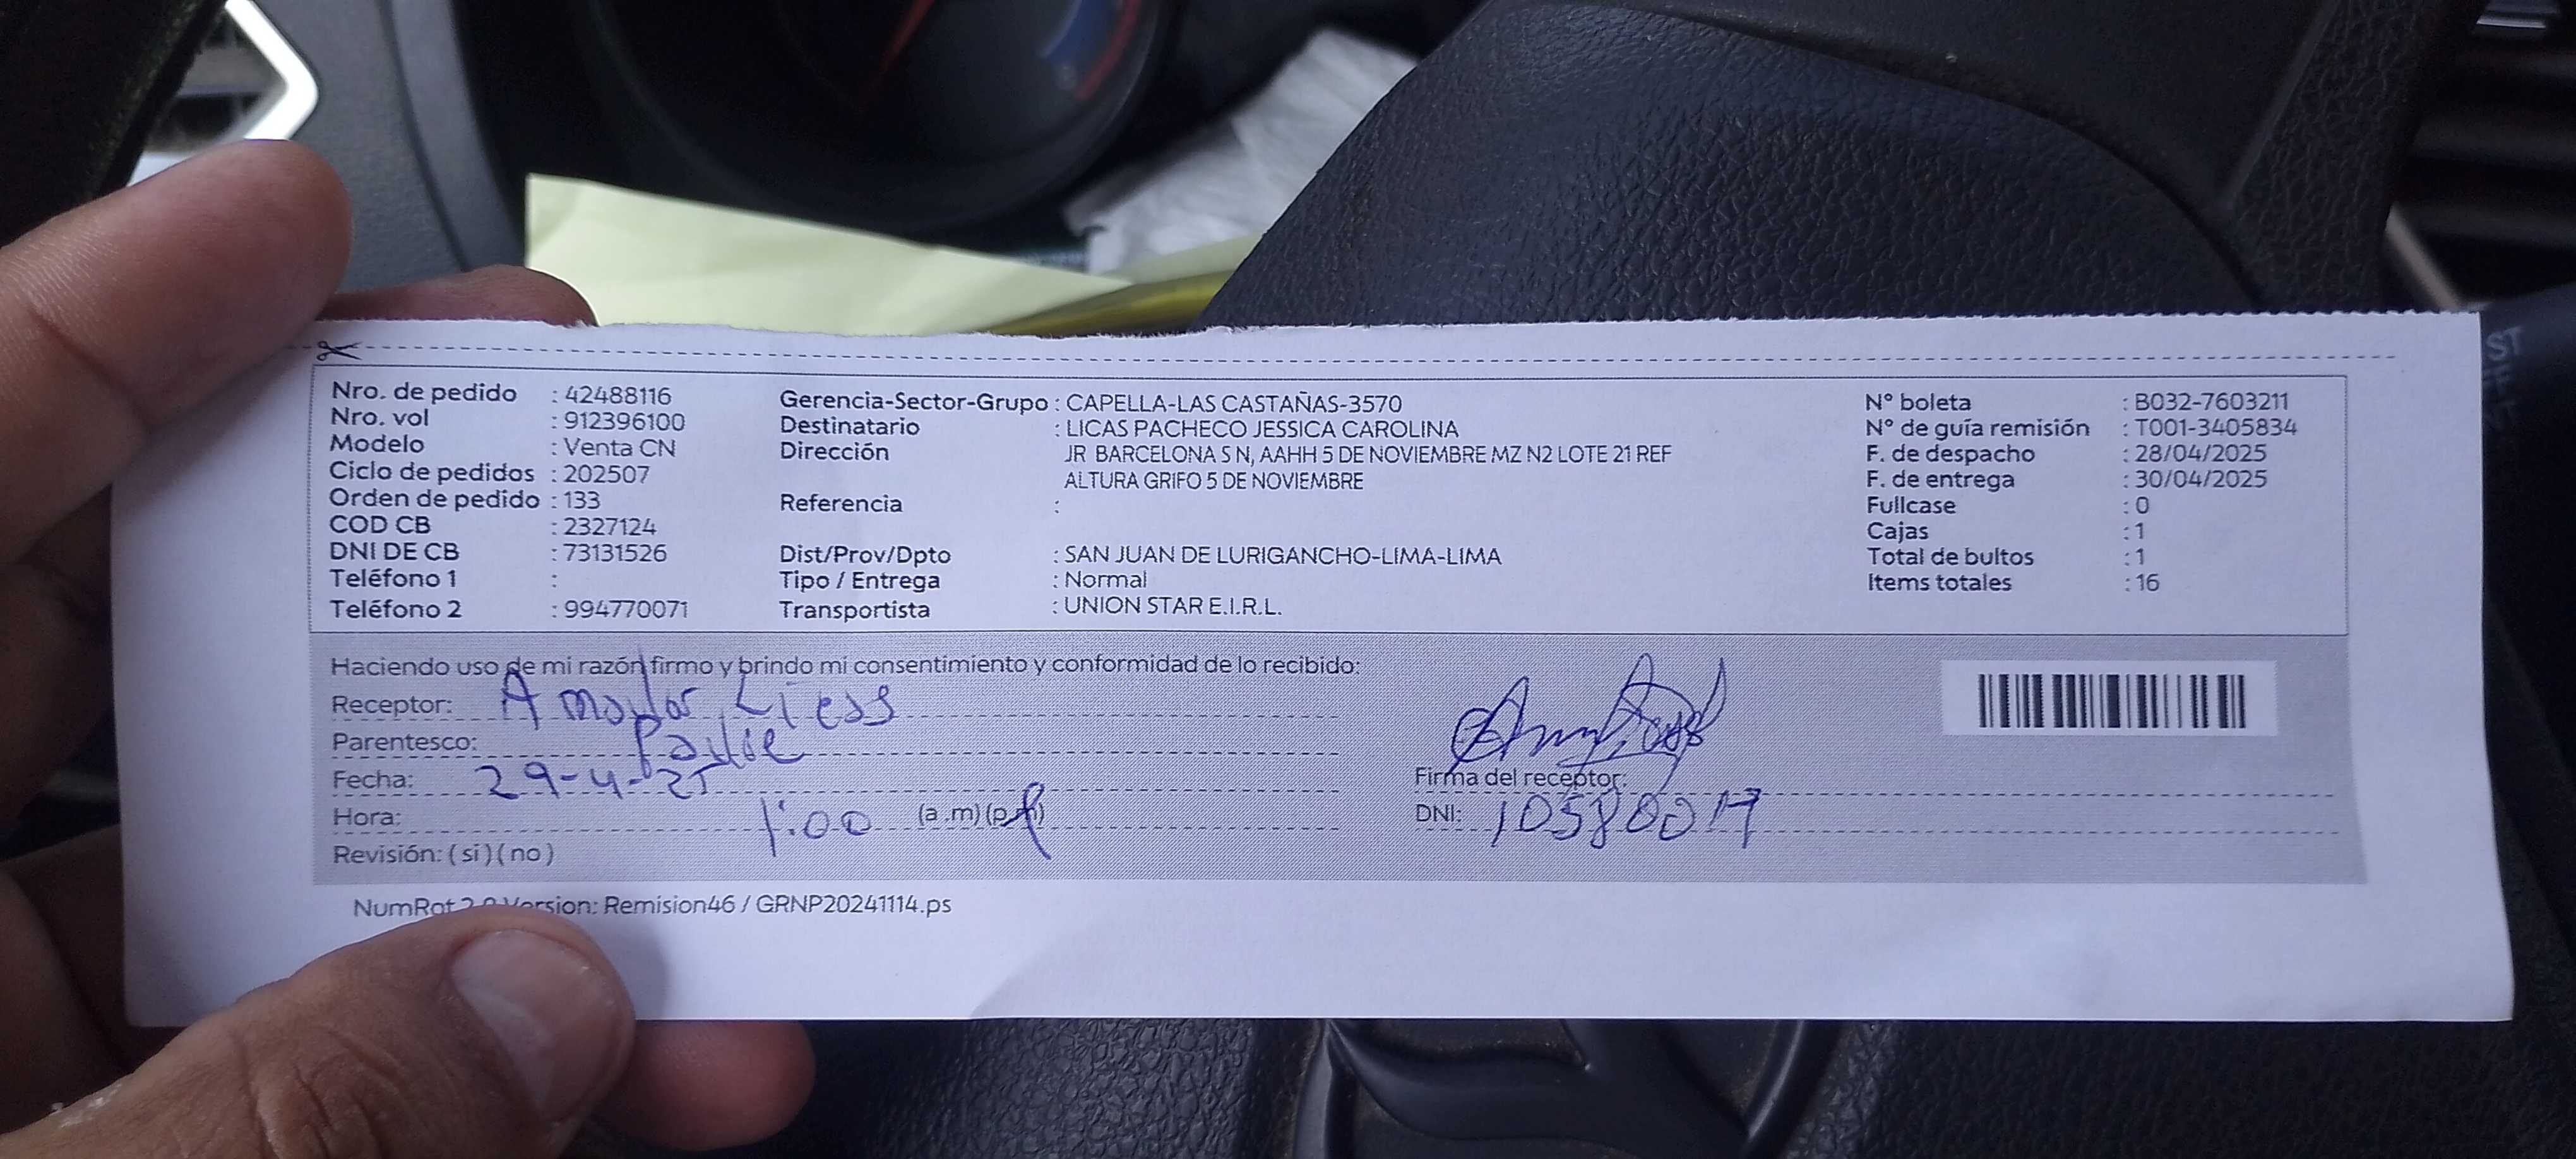 Nro. de pedido : 42488116
Nro. vol : 912396100
Modelo : Venta CN
Ciclo de pedidos : 202507
Orden de pedido : 133
COD CB : 2327124
DNI DE CB : 73131526
Teléfono 1 :
Teléfono 2 : 994770071
Gerencia-Sector-Grupo : CAPELLA-LAS CASTAÑAS-3570
Destinatario : LICAS PACHECO JESSICA CAROLINA
Dirección JR BARCELONA S N, AAHH 5 DE NOVIEMBRE MZ N2 LOTE 21 REF
ALTURA GRIFO 5 DE NOVIEMBRE
Referencia :
Dist/Prov/Dpto : SAN JUAN DE LURIGANCHO-LIMA-LIMA
Tipo / Entrega : Normal
Transportista : UNION STAR E.I.R.L.
N° boleta : B032-7603211
N° de guía remisión : T001-3405834
F. de despacho : 28/04/2025
F. de entrega : 30/04/2025
Fullcase : 0
Cajas : 1
Total de bultos : 1
Items totales : 16
Haciendo uso de mi razón firmo y brindo mi consentimiento y conformidad de lo recibido:
Receptor:
Parentesco: Padre
Fecha: 29-4-25
Hora: 1:00 (a.m) (p.m)
Revisión: (si) (no)
Firma del receptor:
DNI: 10580017
Version: Remision46 / GRNP20241114.ps
ST